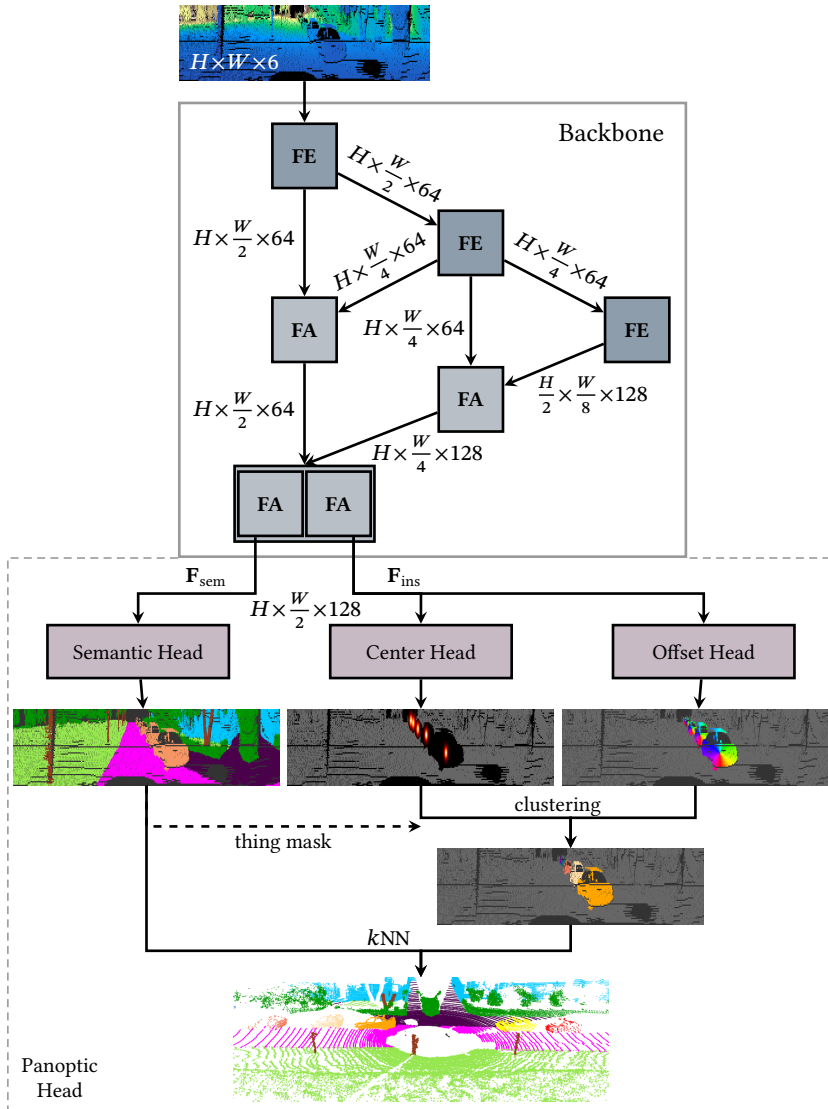 H×W×6
Backbone
FE
H × W/2 × 64
H × W/2 × 64
FE
H × W/4 × 64
H × W/4 × 64
FA
H × W/4 × 64
FE
H × W/2 × 64
FA
H/2 × W/8 × 128
H × W/4 × 128
FA FA
F_sem F_ins
H × W/2 × 128
Semantic Head Center Head Offset Head
clustering
thing mask
kNN
Panoptic
Head